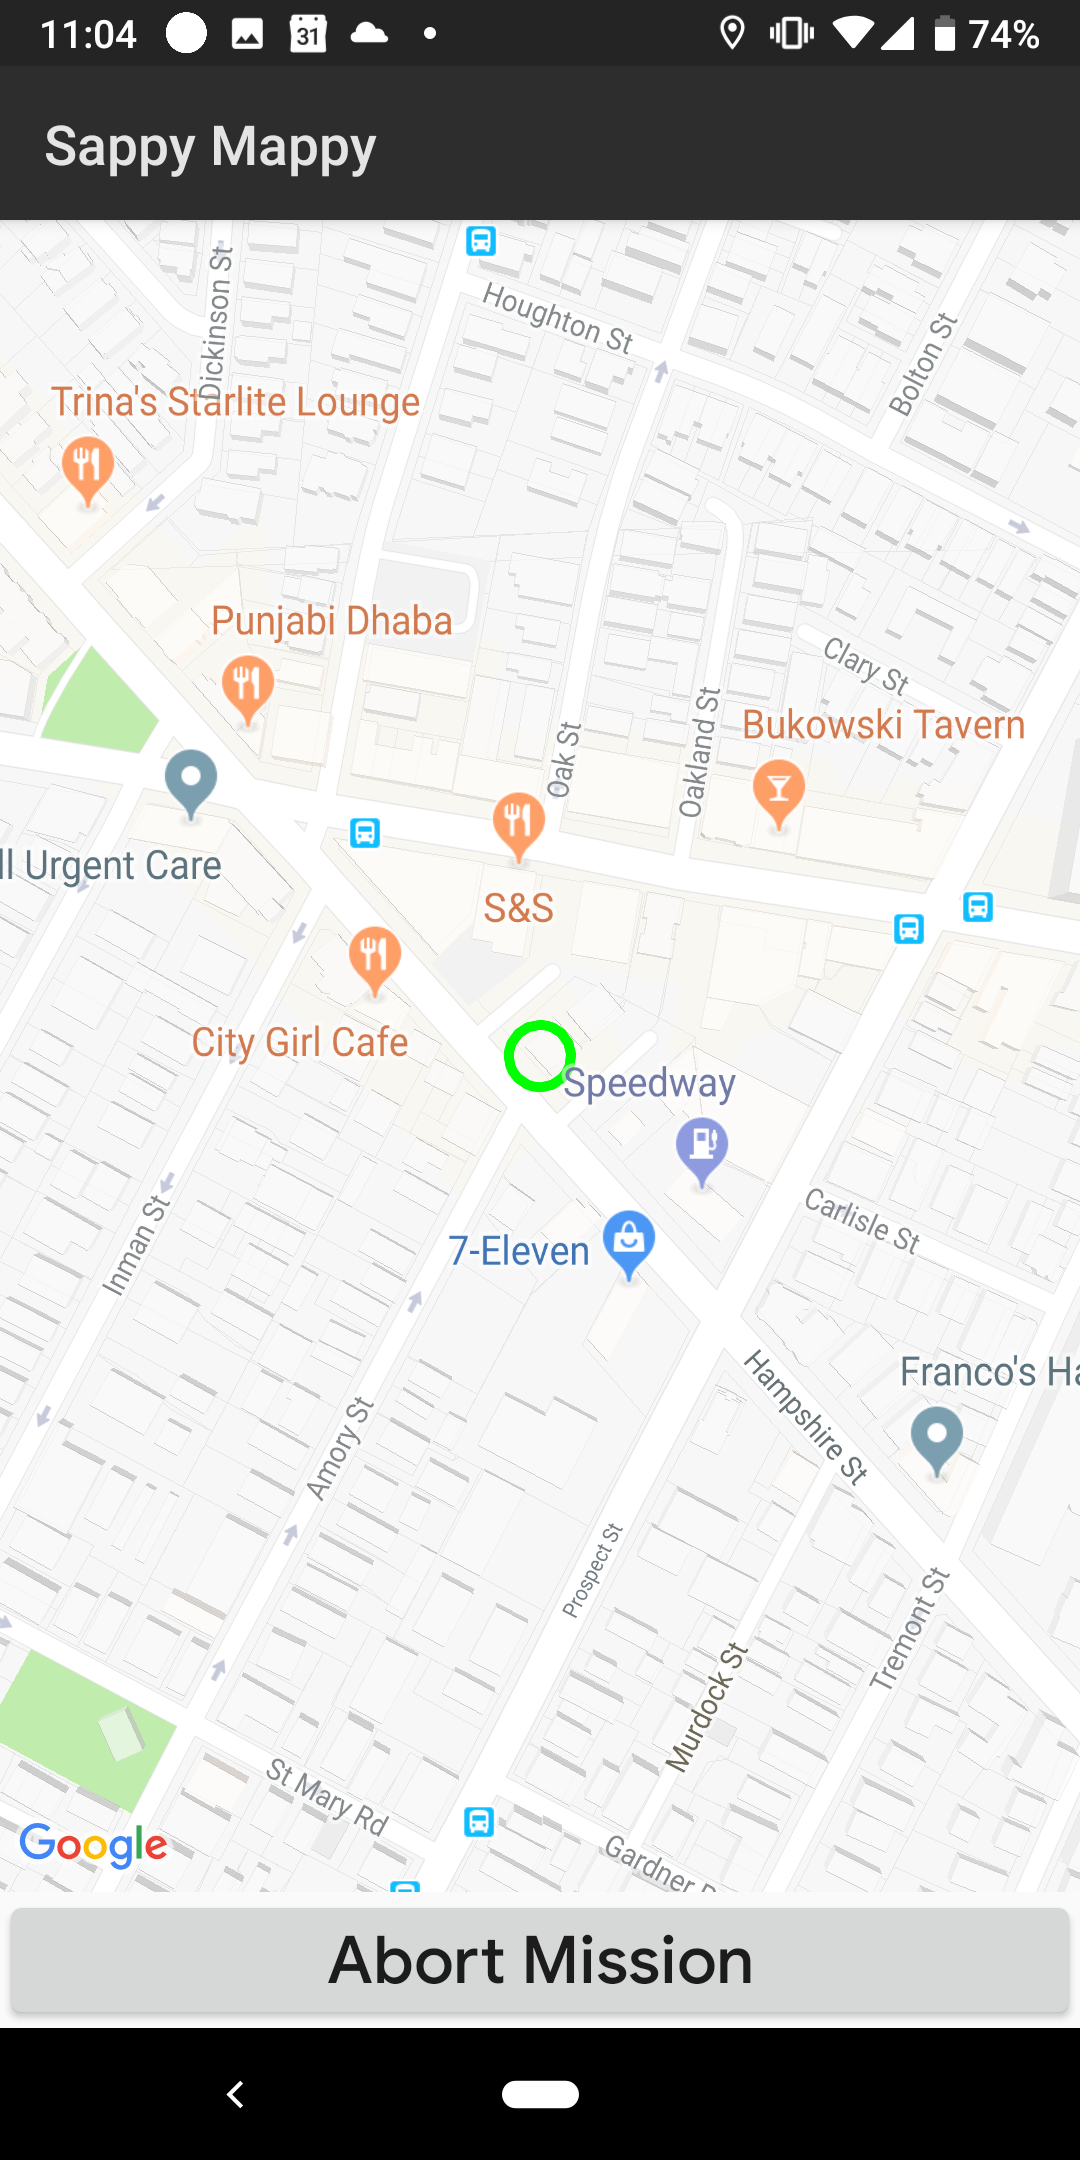 11:04
31
74%
Sappy Mappy
Dickinson St
Houghton St
Bolton St
Trina's Starlite Lounge
Punjabi Dhaba
Clary St
Oak St
Oakland St
Bukowski Tavern
ll Urgent Care
S&S
City Girl Cafe
Speedway
Inman St
Carlisle St
7-Eleven
Hampshire St
Franco's Ha
Amory St
Prospect St
Tremont St
Murdock St
St Mary Rd
Gardner R
Google
Abort Mission